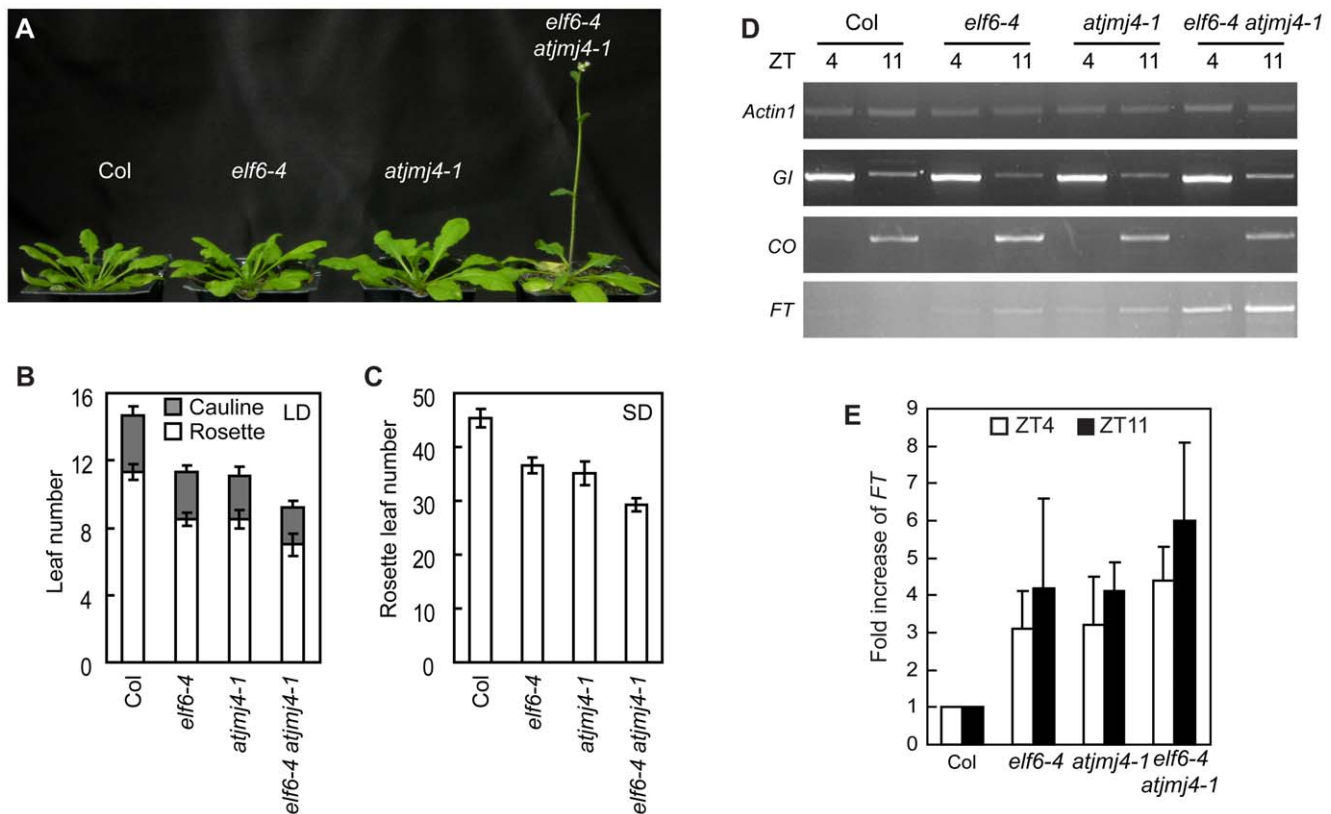 A
elf6-4
atjmj4-1
Col
elf6-4
atjmj4-1
B
16
12
8
4
0
Leaf number
Cauline
Rosette
LD
Col
elf6-4
atjmj4-1
elf6-4 atjmj4-1
C
50
40
30
20
10
0
Rosette leaf number
SD
Col
elf6-4
atjmj4-1
elf6-4 atjmj4-1
D
Col elf6-4 atjmj4-1 elf6-4 atjmj4-1
ZT 4 11 4 11 4 11 4 11
Actin1
GI
CO
FT
E
9
8
7
6
5
4
3
2
1
0
Fold increase of FT
ZT4 ZT11
Col
elf6-4
atjmj4-1
elf6-4
atjmj4-1